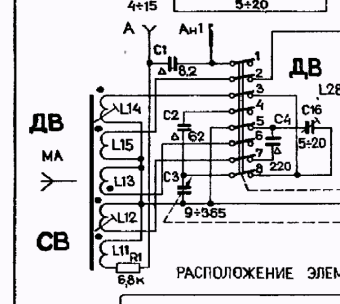 4÷15
5÷20
А
Ан1
C1
8,2
1
2
3
4
5
6
7
8
ДВ
L28
C2
62
C4
220
C16
5÷20
C3
9÷365
ДВ
МА
СВ
L14
L15
L13
L12
L11
R1
6,8к
РАСПОЛОЖЕНИЕ ЭЛЕМ